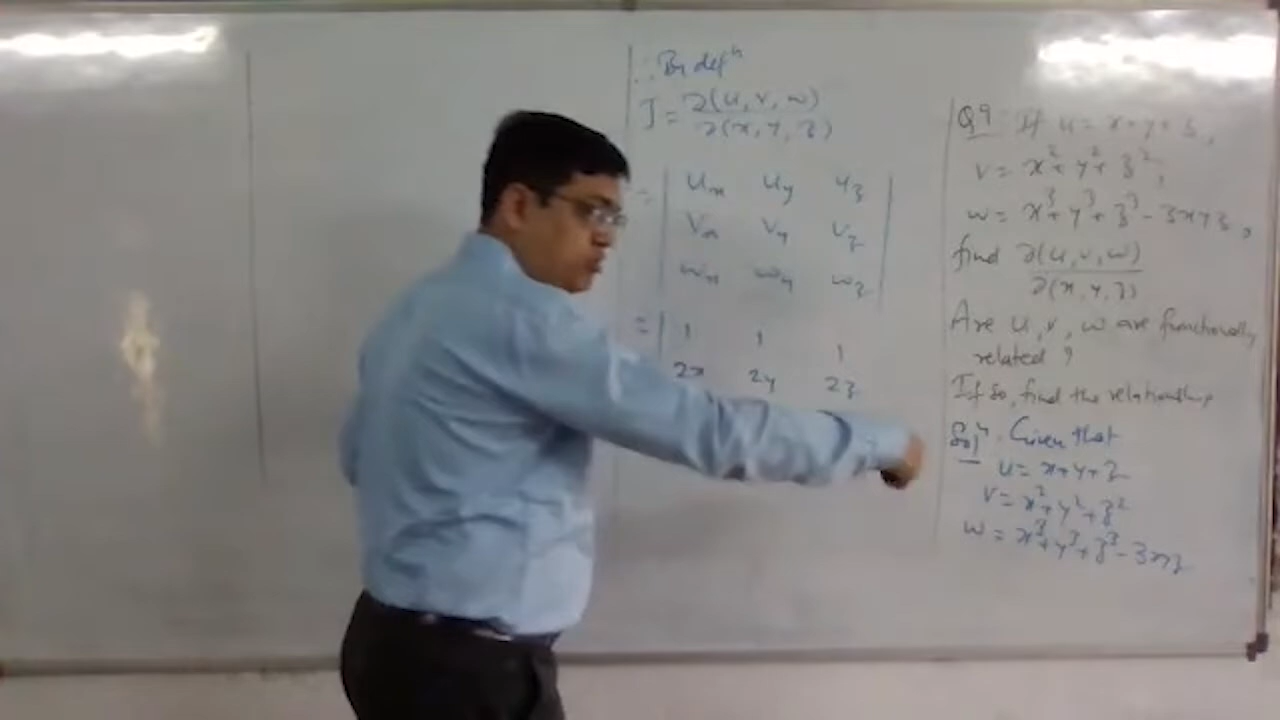 ∴ By defⁿ
J = ∂(u, v, w) / ∂(x, y, z)
= | uₓ u_y u_z |
| vₓ v_y v_z |
| wₓ w_y w_z |
= | 1 1 1
2x 2y 2z
Q9. If u = x + y + z,
v = x² + y² + z²,
w = x³ + y³ + z³ - 3xyz,
find ∂(u, v, w) / ∂(x, y, z)
Are u, v, w are functionally
related ?
If so, find the relationship
Solⁿ. Given that
u = x + y + z
v = x² + y² + z²
w = x³ + y³ + z³ - 3xyz